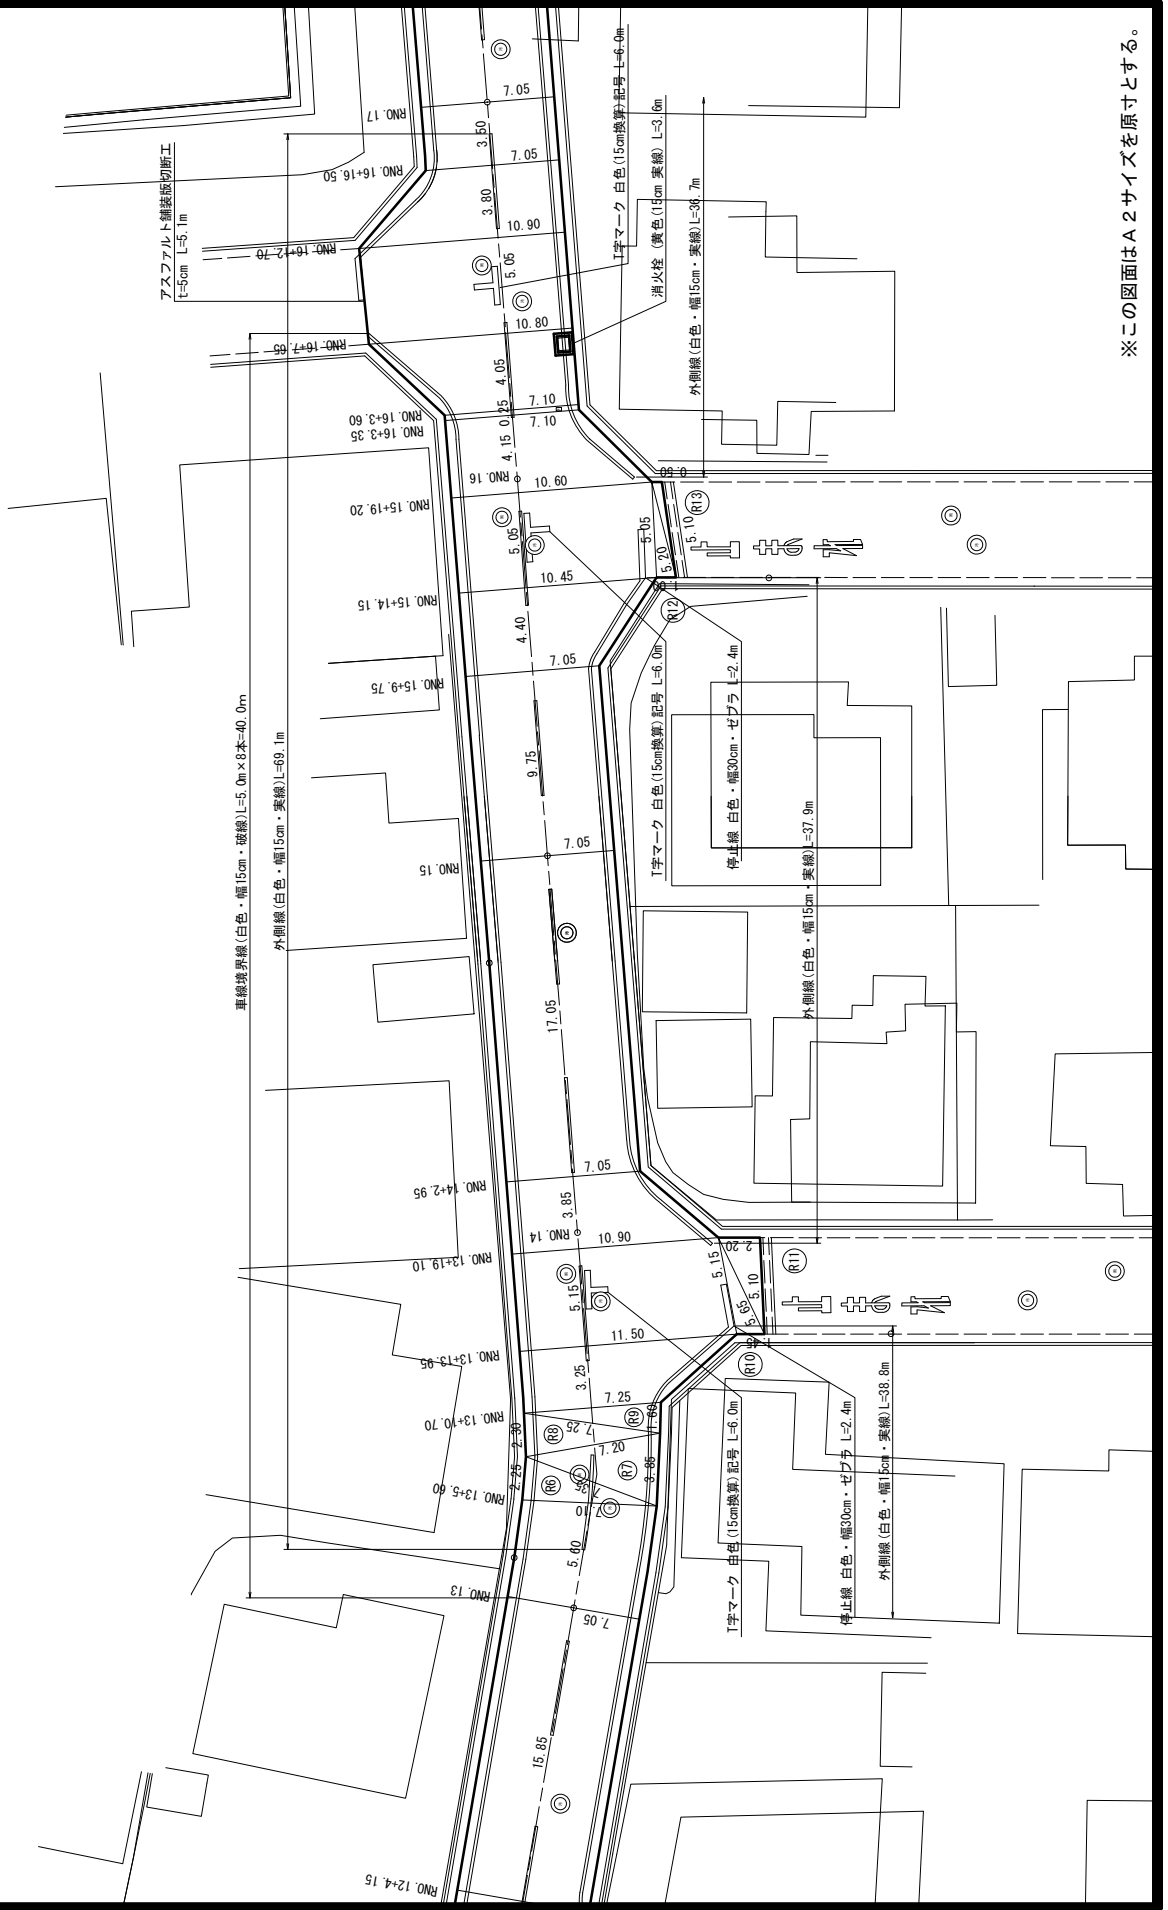 ※この図面はA2サイズを原寸とする。
アスファルト舗装版切断工
t=5cm L=5.1m
車線境界線(白色・幅15cm・破線)L=5.0m×8本=40.0m
外側線(白色・幅15cm・実線)L=69.1m
T字マーク 白色(15cm換算)記号 L=6.0m
消火栓 (黄色(15cm 実線) L=3.6m
外側線(白色・幅15cm・実線)L=36.7m
T字マーク 白色(15cm換算)記号 L=6.0m
停止線 白色・幅30cm・ゼブラ L=2.4m
外側線(白色・幅15cm・実線)L=37.9m
T字マーク 白色(15cm換算)記号 L=6.0m
停止線 白色・幅30cm・ゼブラ L=2.4m
外側線(白色・幅15cm・実線)L=38.8m
RNO.17
RNO.16+16.50
RNO.16+12.70
RNO.16+7.65
RNO.16+3.60
RNO.16+3.35
RNO.16
RNO.15+19.20
RNO.15+14.15
RNO.15+9.75
RNO.15
RNO.14+2.95
RNO.14
RNO.13+19.10
RNO.13+13.95
RNO.13+10.70
RNO.13+5.60
RNO.13
RNO.12+4.15
7.05
3.50
7.05
3.80
10.90
5.05
10.80
4.05
7.10
0.25
7.10
4.15
10.60
5.05
10.45
4.40
7.05
9.75
7.05
17.05
7.05
3.85
10.90
5.15
11.50
3.25
7.25
7.25
7.20
7.35
7.10
5.60
7.05
15.85
2.30
2.25
1.60
3.85
0.50
5.05
5.10
5.20
2.20
5.15
5.10
5.65
1.45
R13
R12
R11
R10
R9
R8
R7
R6
止まれ
止まれ